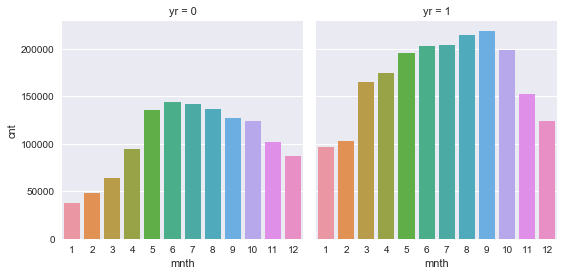 yr = 0
yr = 1
cnt
200000
150000
100000
50000
0
1 2 3 4 5 6 7 8 9 10 11 12
1 2 3 4 5 6 7 8 9 10 11 12
mnth
mnth